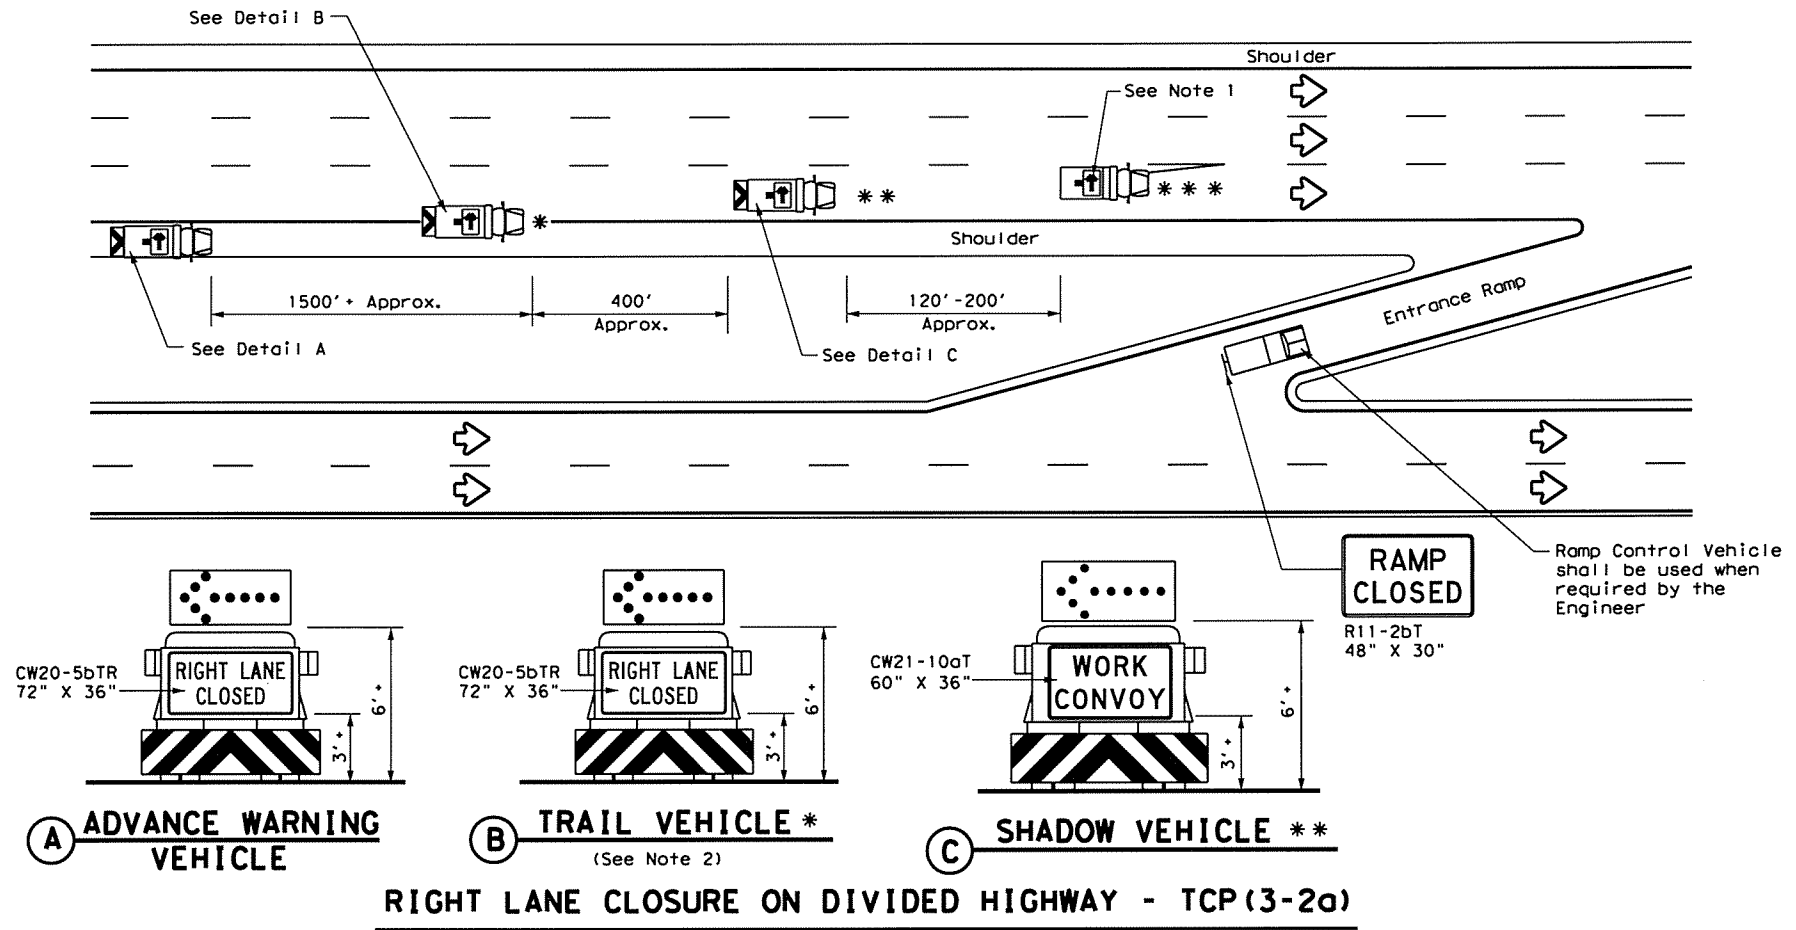 See Detail B
Shoulder
See Note 1
*
**
***
Shoulder
1500'+ Approx.
400'
Approx.
120'-200'
Approx.
Entrance Ramp
See Detail A
See Detail C
RAMP
CLOSED
R11-2bT
48" X 30"
Ramp Control Vehicle
shall be used when
required by the
Engineer
CW20-5bTR
72" X 36"
RIGHT LANE
CLOSED
6'+
3'+
CW20-5bTR
72" X 36"
RIGHT LANE
CLOSED
6'+
3'+
CW21-10aT
60" X 36"
WORK
CONVOY
6'+
3'+
A ADVANCE WARNING
VEHICLE
B TRAIL VEHICLE *
(See Note 2)
C SHADOW VEHICLE **
RIGHT LANE CLOSURE ON DIVIDED HIGHWAY - TCP(3-2a)